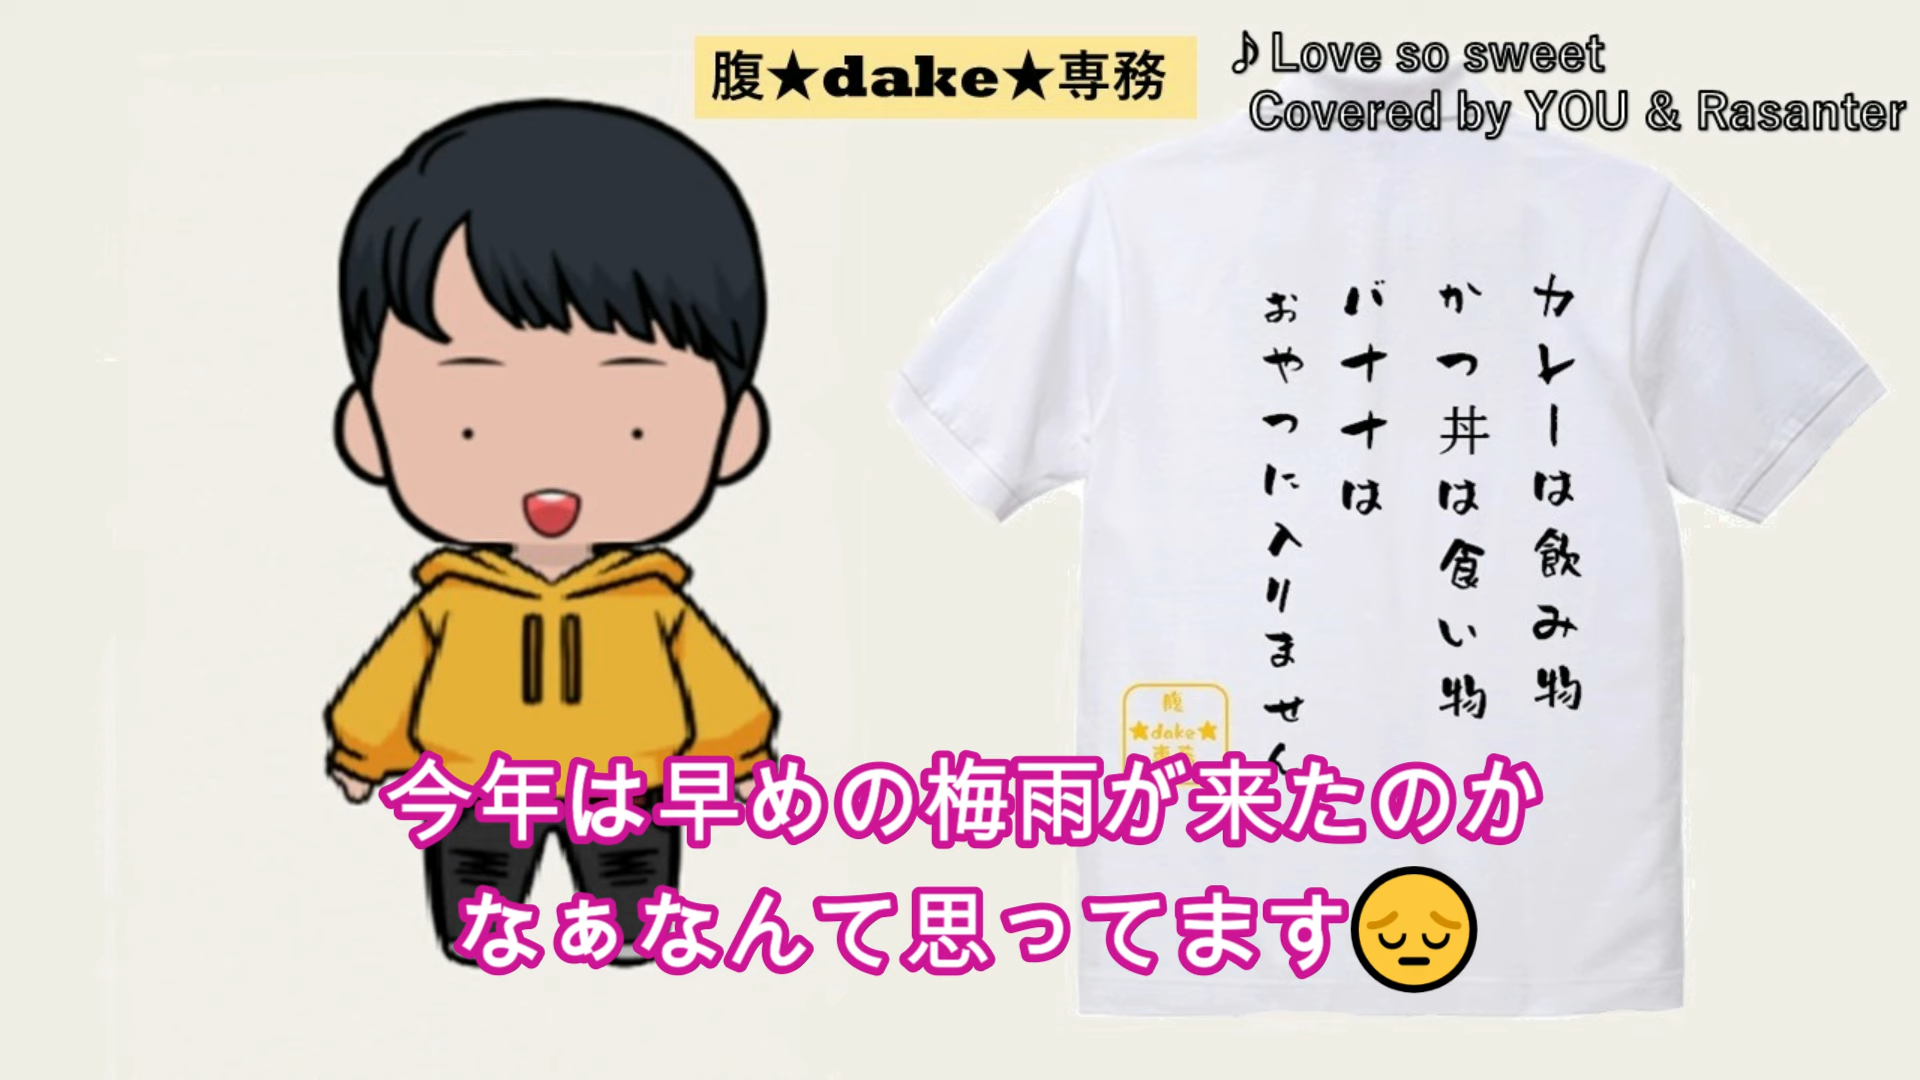 腹★dake★専務
♪Love so sweet
Covered by YOU & Rasanter
カレーは飲み物
かつ丼は食い物
バナナは
おやつに入りません
腹
★dake★
専務
今年は早めの梅雨が来たのか
なぁなんて思ってます😔